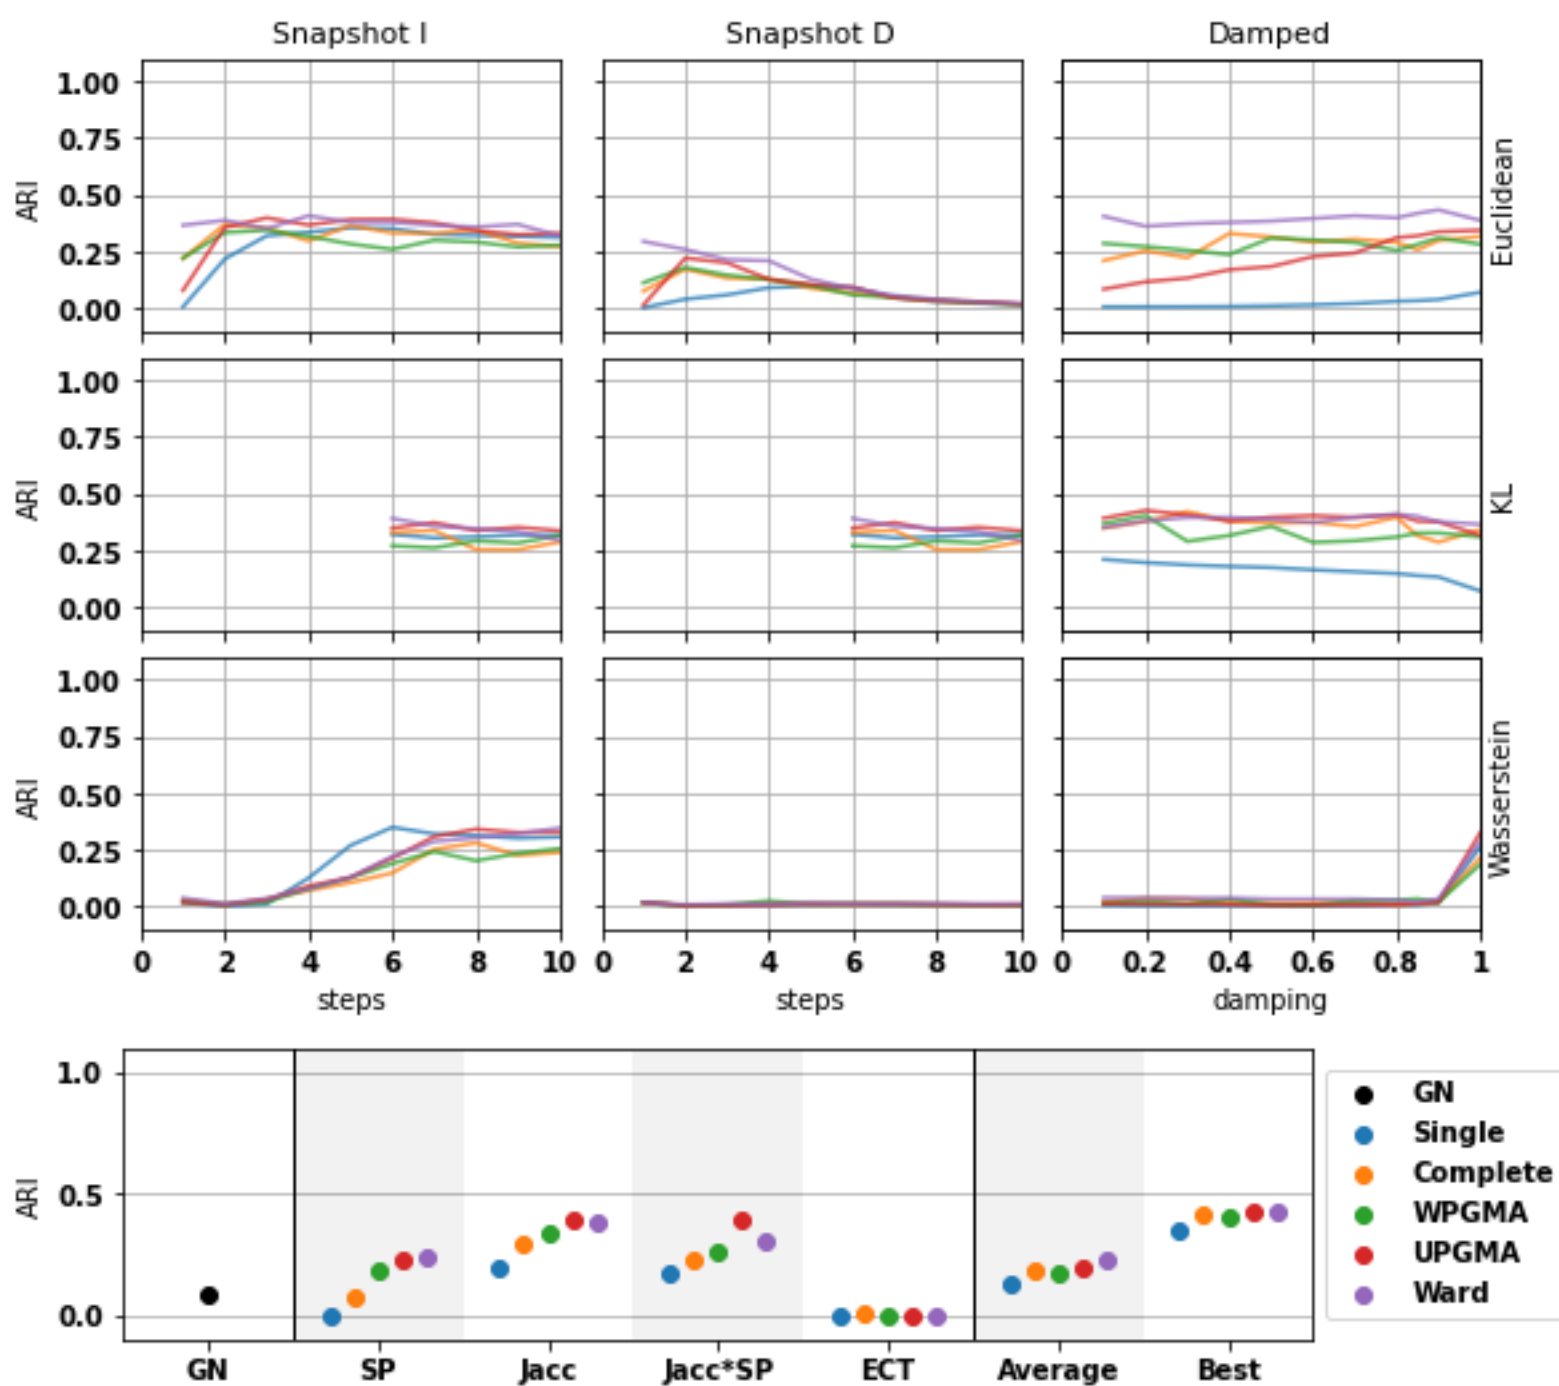 Snapshot I Snapshot D Damped
1.00
0.75
0.50
0.25
0.00
ARI
Euclidean
1.00
0.75
0.50
0.25
0.00
ARI
KL
1.00
0.75
0.50
0.25
0.00
ARI
Wasserstein
0 2 4 6 8 10 0 2 4 6 8 10 0 0.2 0.4 0.6 0.8 1
steps steps damping
1.0
0.5
0.0
ARI
GN SP Jacc Jacc*SP ECT Average Best
GN
Single
Complete
WPGMA
UPGMA
Ward